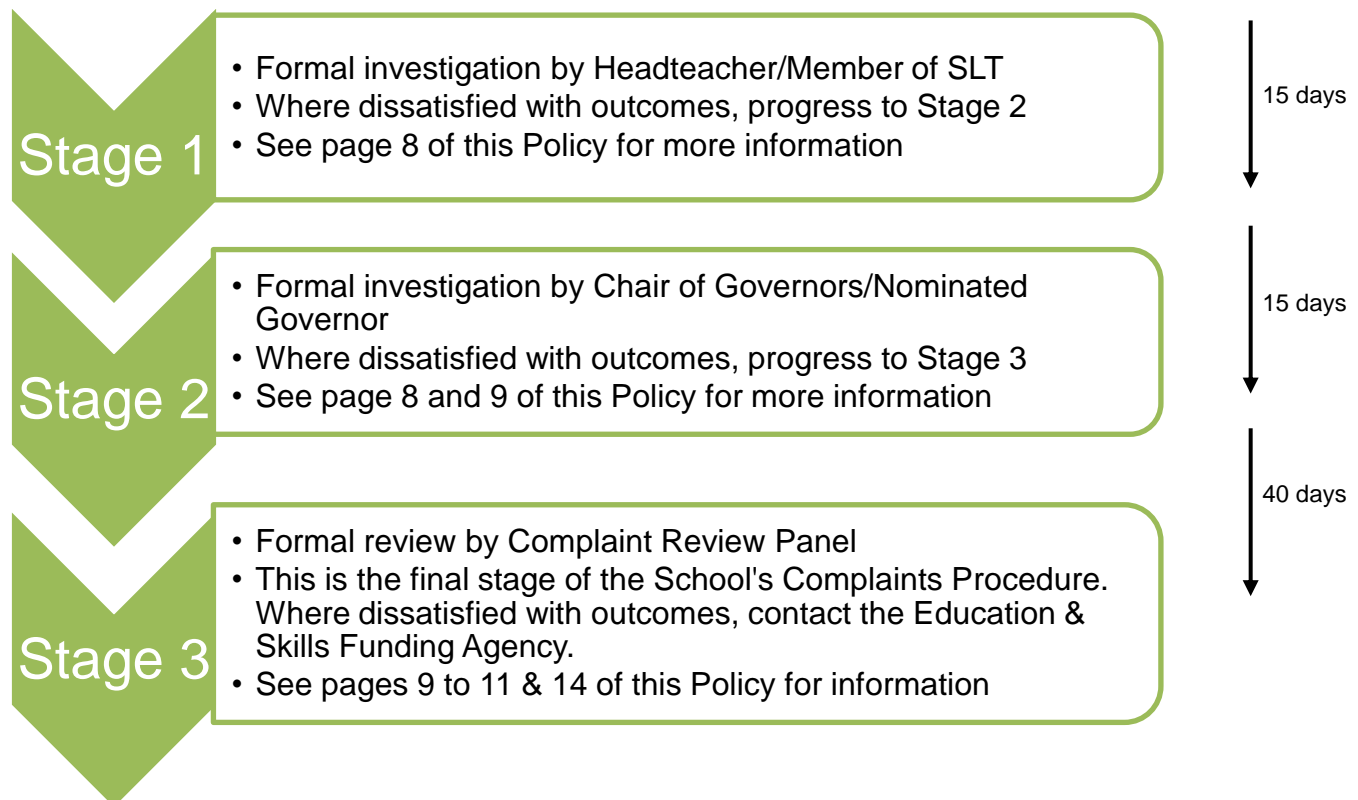 Stage 1
• Formal investigation by Headteacher/Member of SLT
• Where dissatisfied with outcomes, progress to Stage 2
• See page 8 of this Policy for more information
15 days
Stage 2
• Formal investigation by Chair of Governors/Nominated
Governor
• Where dissatisfied with outcomes, progress to Stage 3
• See page 8 and 9 of this Policy for more information
15 days
Stage 3
• Formal review by Complaint Review Panel
• This is the final stage of the School's Complaints Procedure.
Where dissatisfied with outcomes, contact the Education &
Skills Funding Agency.
• See pages 9 to 11 & 14 of this Policy for information
40 days